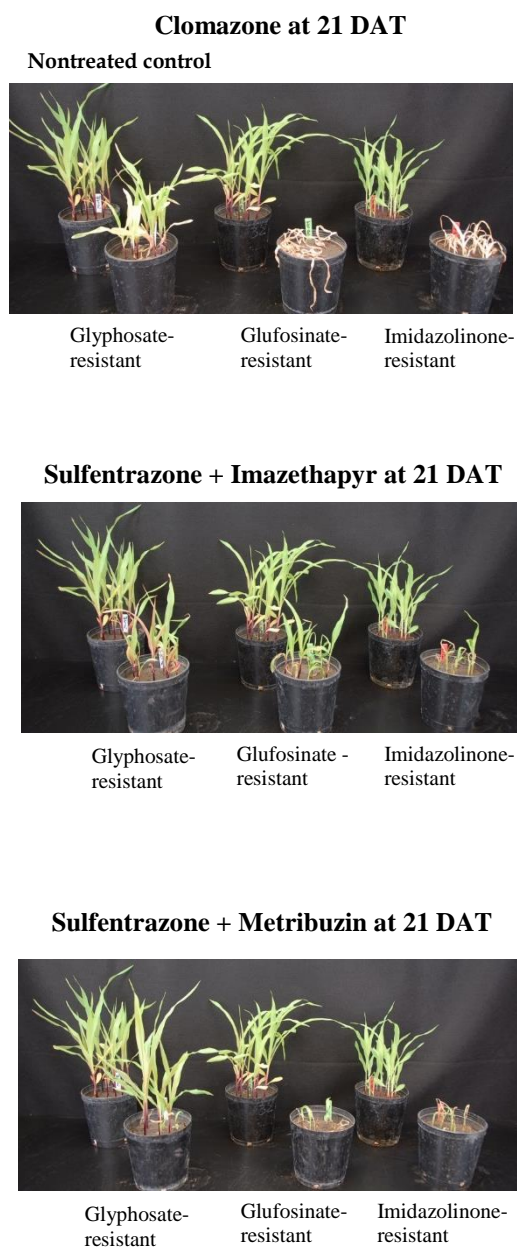 Clomazone at 21 DAT
Nontreated control
Glyphosate-
resistant
Glufosinate-
resistant
Imidazolinone-
resistant
Sulfentrazone + Imazethapyr at 21 DAT
Glyphosate-
resistant
Glufosinate -
resistant
Imidazolinone-
resistant
Sulfentrazone + Metribuzin at 21 DAT
Glyphosate-
resistant
Glufosinate-
resistant
Imidazolinone-
resistant